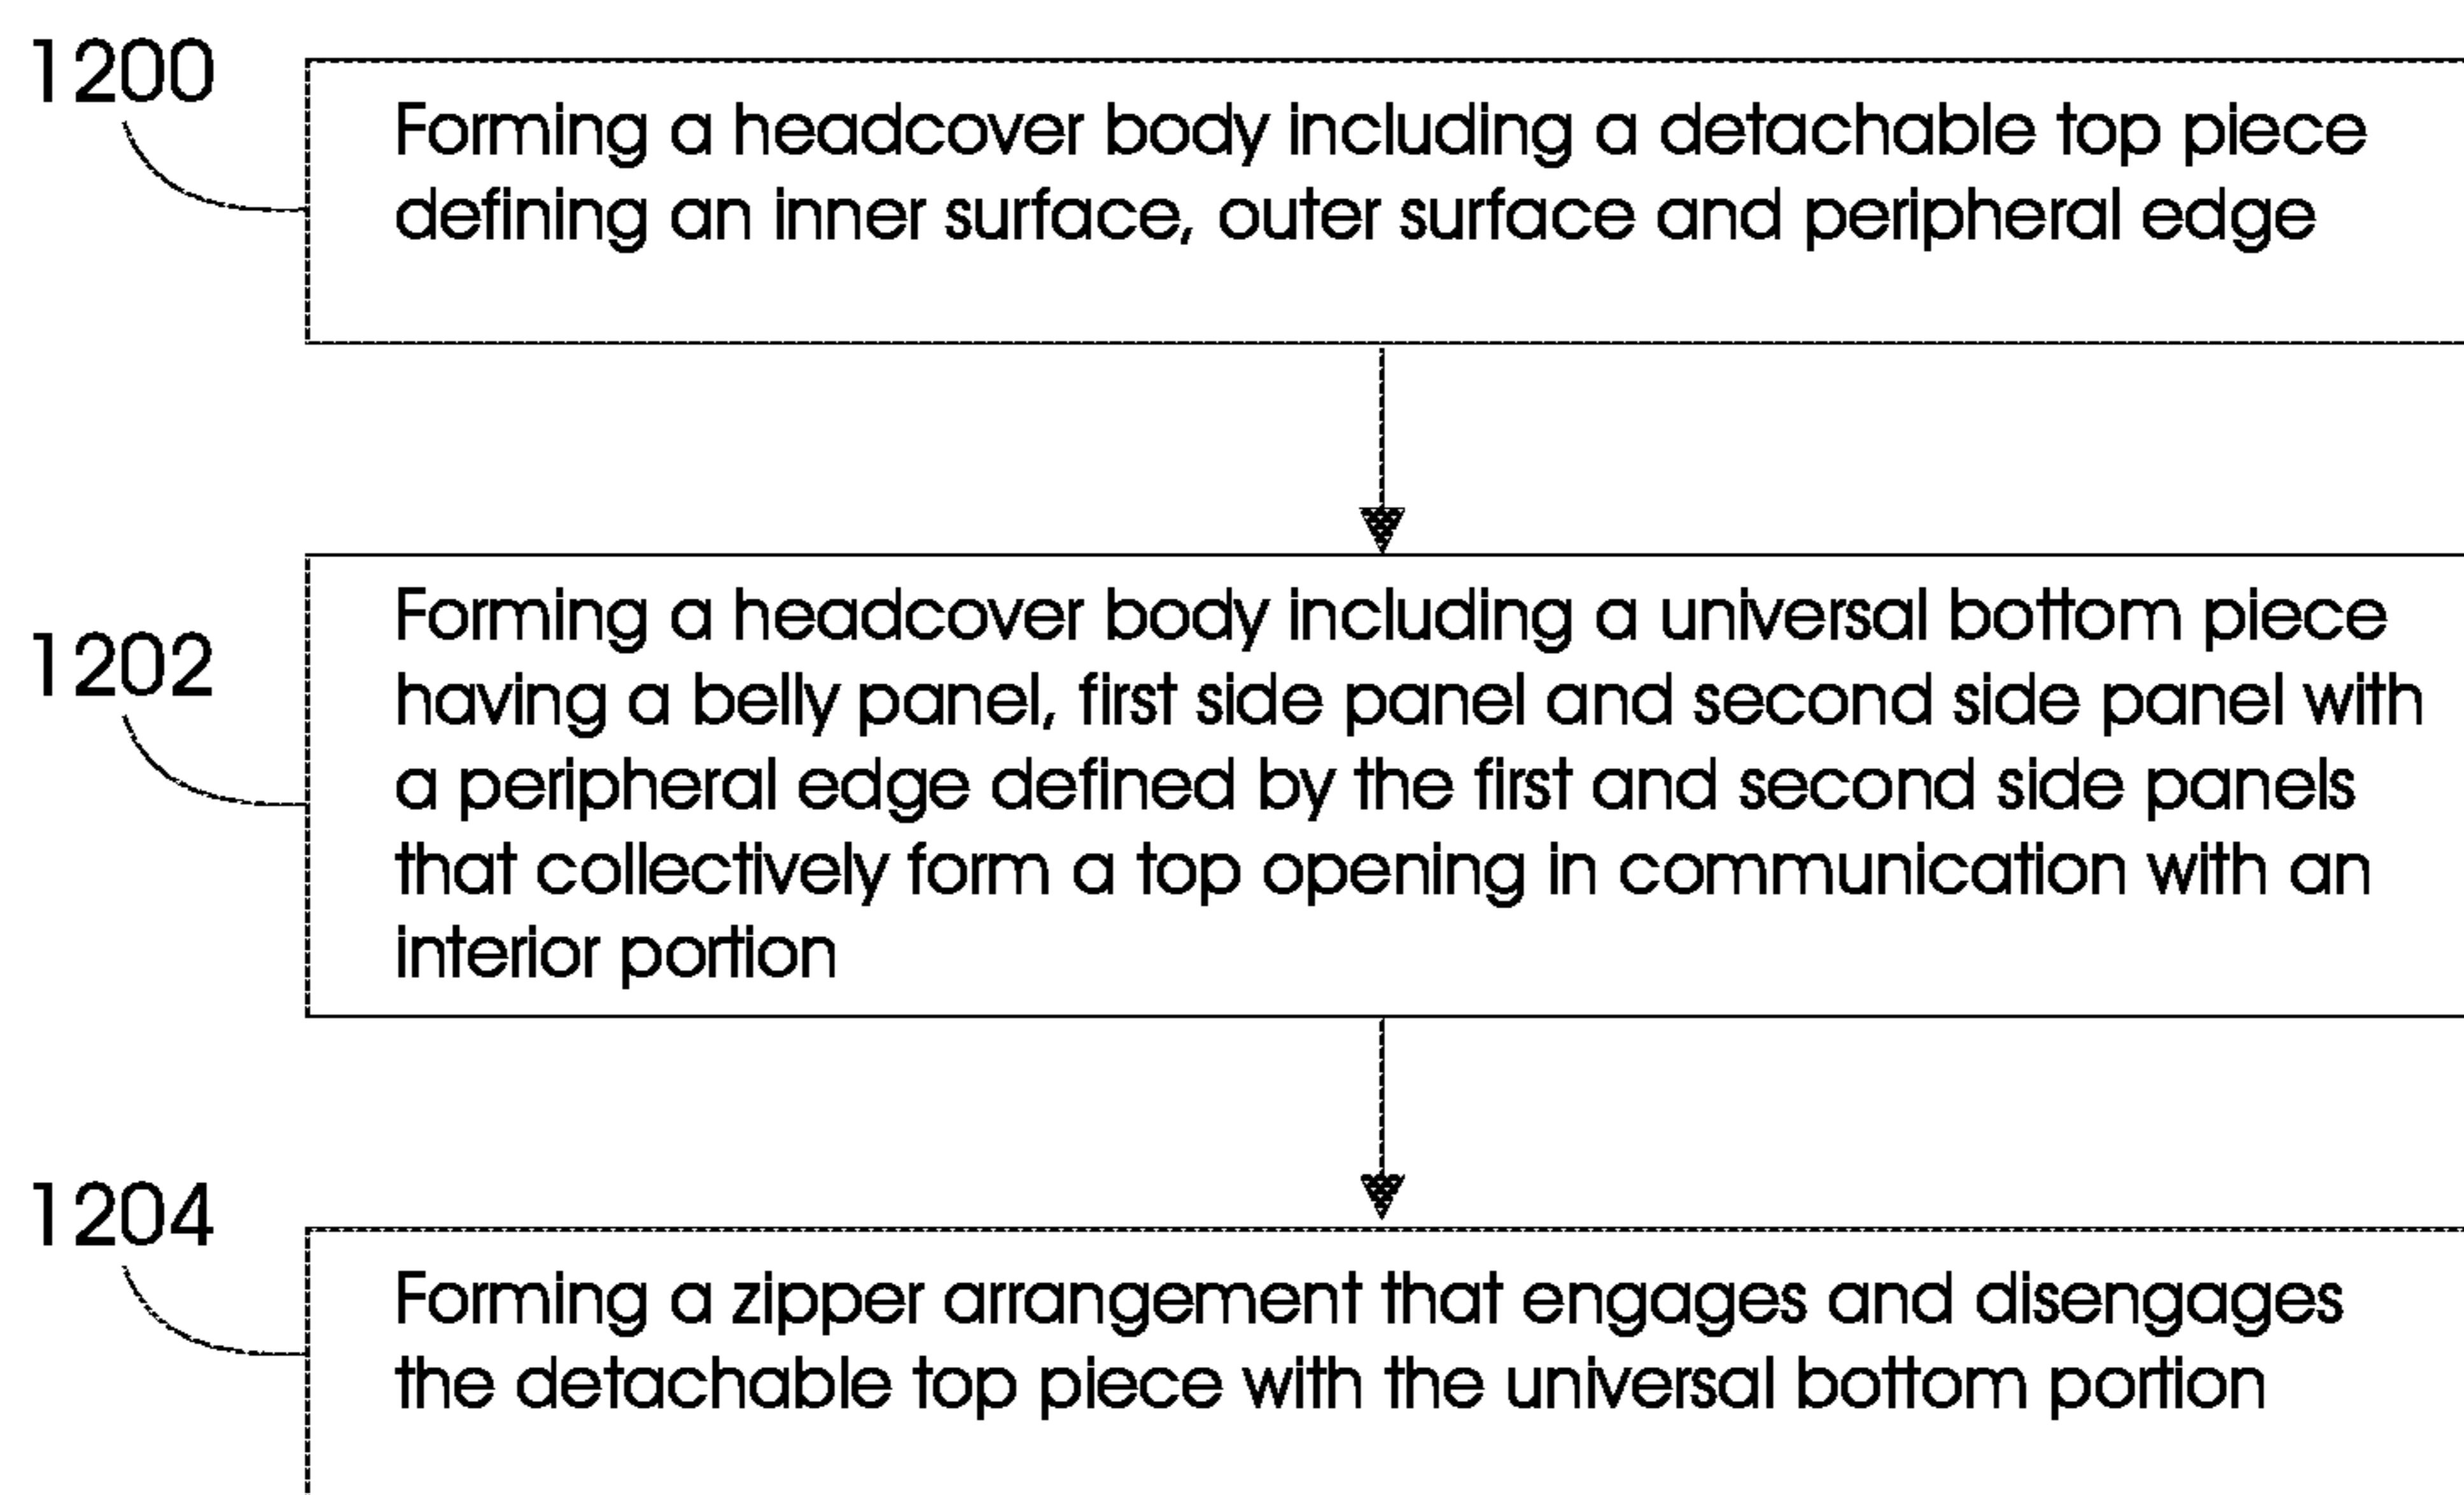 1200
Forming a headcover body including a detachable top piece
defining an inner surface, outer surface and peripheral edge
1202
Forming a headcover body including a universal bottom piece
having a belly panel, first side panel and second side panel with
a peripheral edge defined by the first and second side panels
that collectively form a top opening in communication with an
interior portion
1204
Forming a zipper arrangement that engages and disengages
the detachable top piece with the universal bottom portion